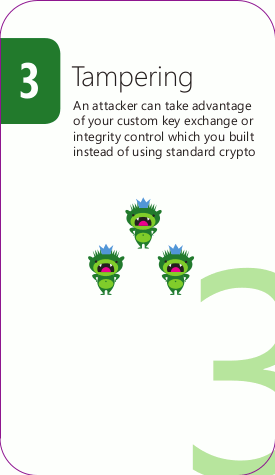 3
Tampering
An attacker can take advantage
of your custom key exchange or
integrity control which you built
instead of using standard crypto
3